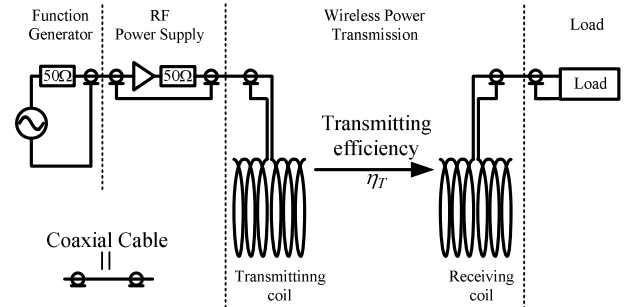 Function
Generator
RF
Power Supply
Wireless Power
Transmission
Load
50Ω
50Ω
Load
Transmitting
efficiency
ηT
Coaxial Cable
Transmittinng
coil
Receiving
coil